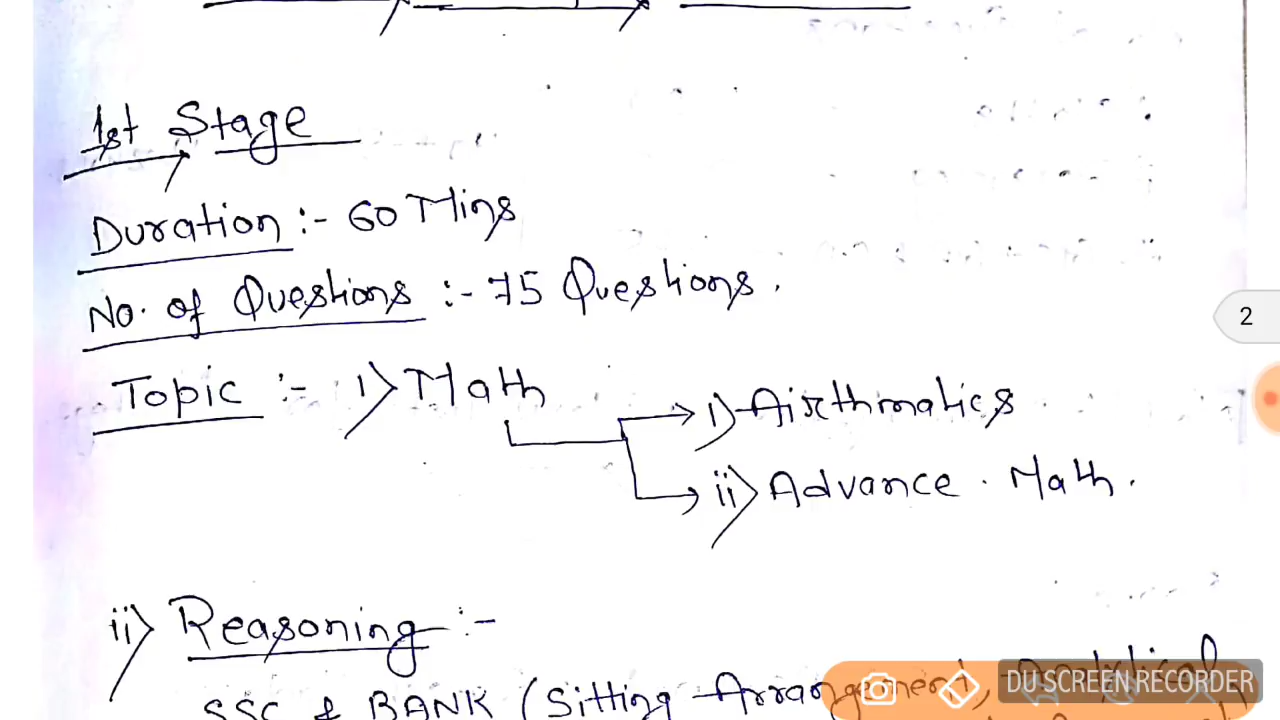 1st Stage
Duration :- 60 Mins
No. of Questions :- 75 Questions.
2
Topic :- i) Math
i) Airthmatics
ii) Advance Math.
ii) Reasoning :-
SSC & BANK (Sitting Arrangement, Analytical
DU SCREEN RECORDER